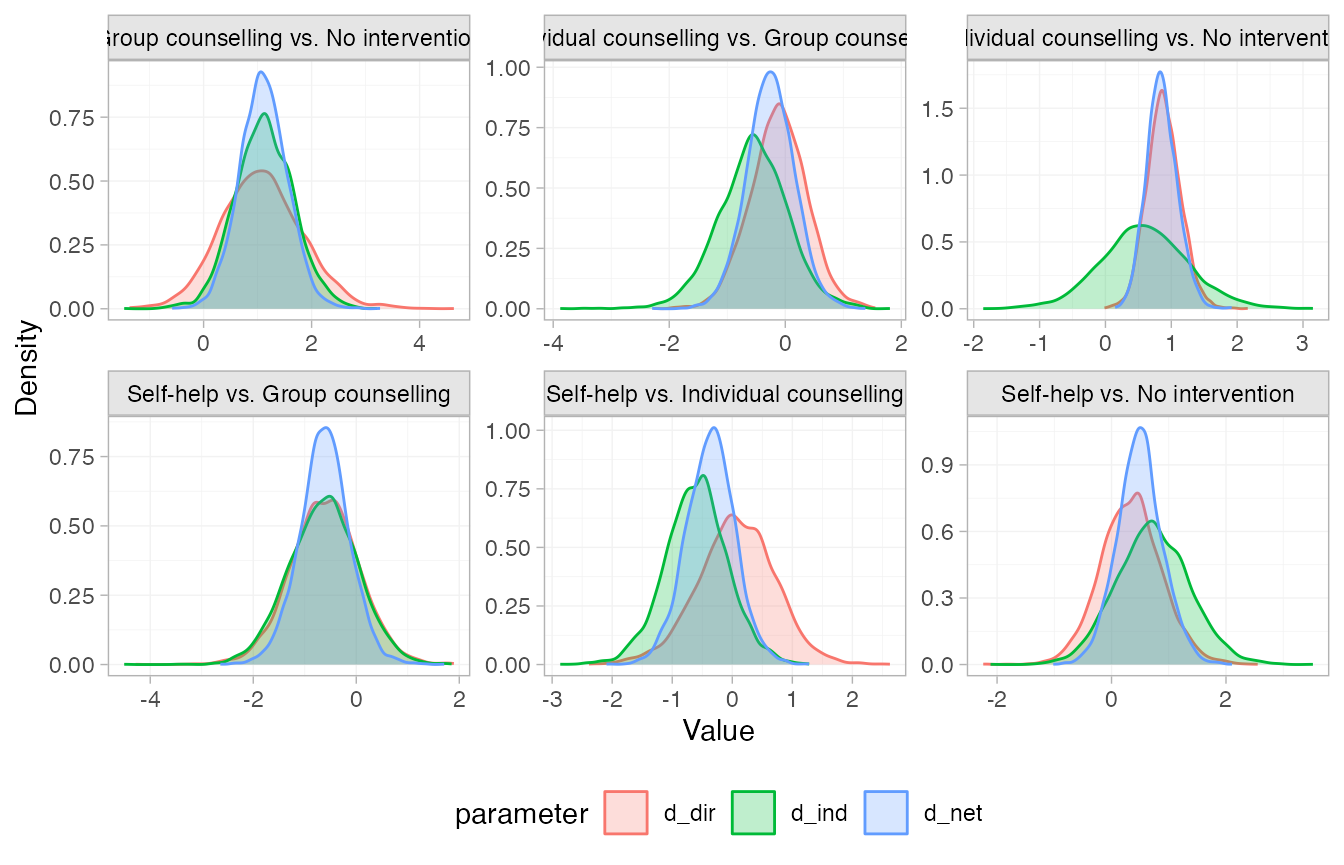 Group counselling vs. No interventio
vidual counselling vs. Group counse
dividual counselling vs. No intervent
0.75
0.50
0.25
0.00
0 2 4
1.00
0.75
0.50
0.25
0.00
-4 -2 0 2
1.5
1.0
0.5
0.0
-2 -1 0 1 2 3
Density
Self-help vs. Group counselling
Self-help vs. Individual counselling
Self-help vs. No intervention
0.75
0.50
0.25
0.00
-4 -2 0 2
1.00
0.75
0.50
0.25
0.00
-3 -2 -1 0 1 2
0.9
0.6
0.3
0.0
-2 0 2
Value
parameter d_dir d_ind d_net